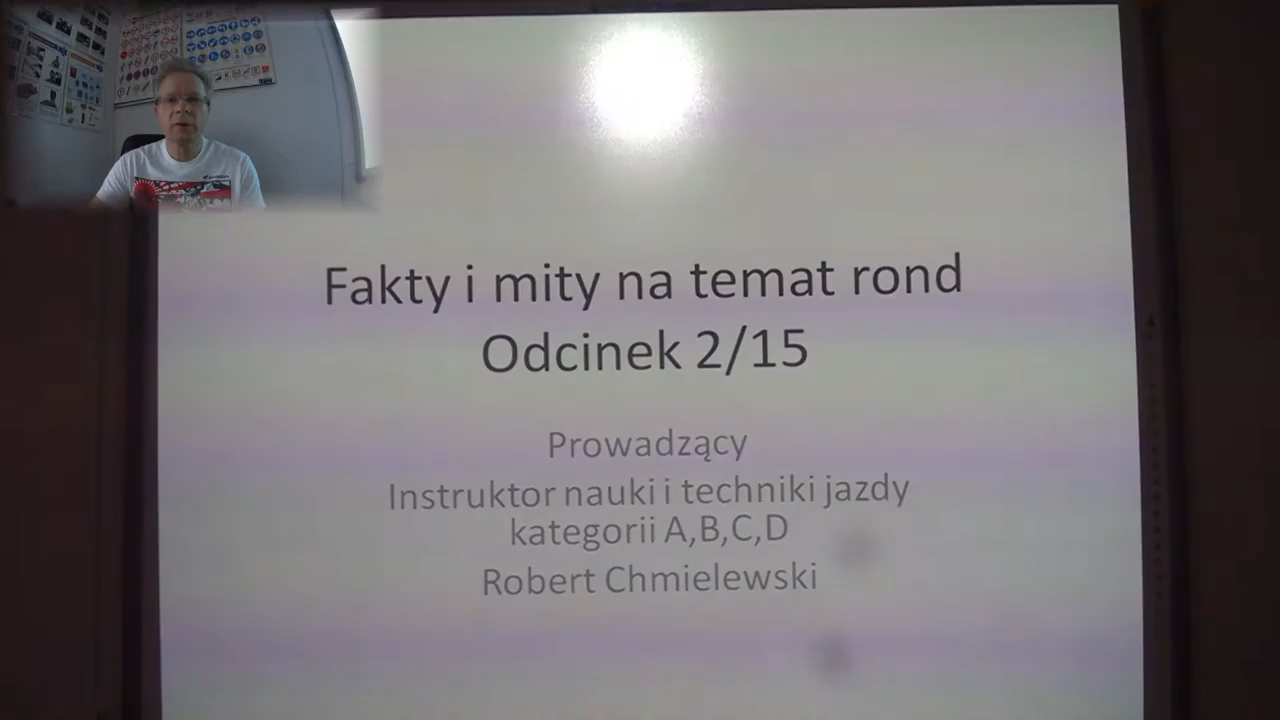 Fakty i mity na temat rond
Odcinek 2/15
Prowadzący
Instruktor nauki i techniki jazdy
kategorii A,B,C,D
Robert Chmielewski